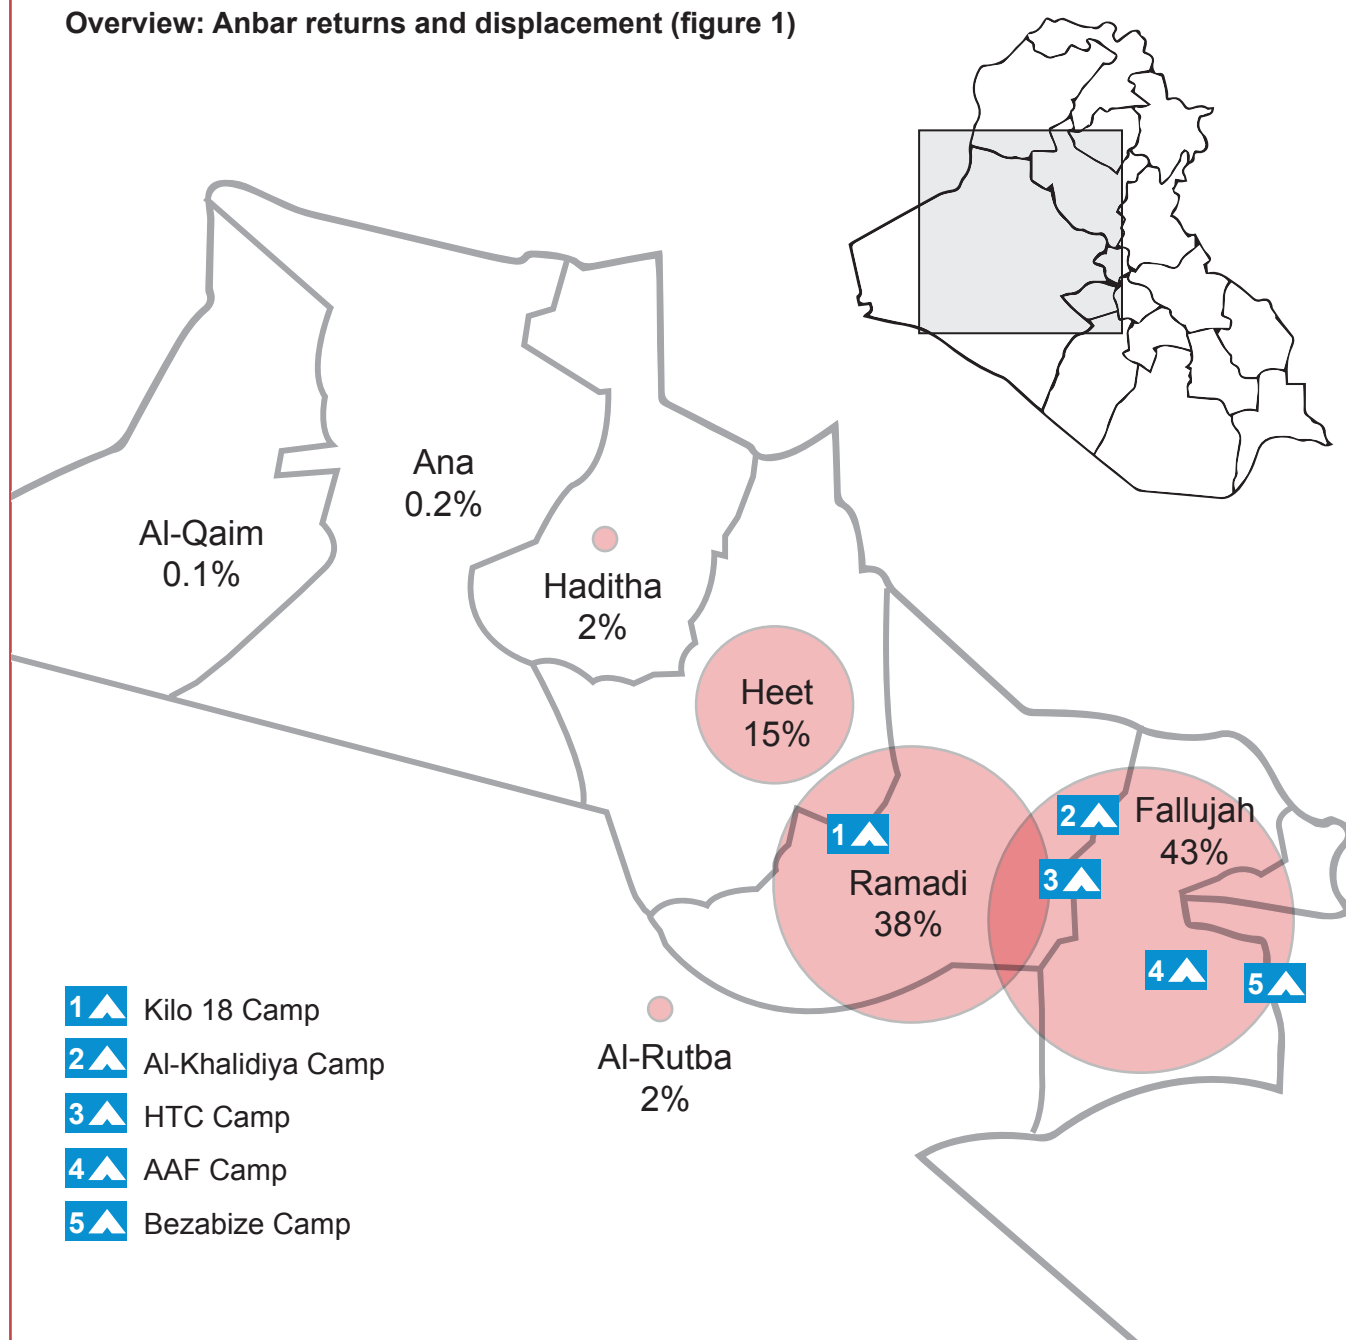 Overview: Anbar returns and displacement (figure 1)
Ana
0.2%
Al-Qaim
0.1%
Haditha
2%
Heet
15%
Fallujah
43%
Ramadi
38%
Al-Rutba
2%
1
2
3
4
5
1 Kilo 18 Camp
2 Al-Khalidiya Camp
3 HTC Camp
4 AAF Camp
5 Bezabize Camp